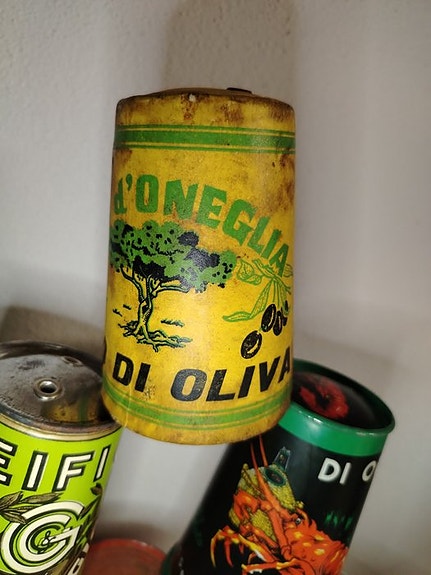 d'ONEGLIA
DI OLIVA
EIFI
G
DI O